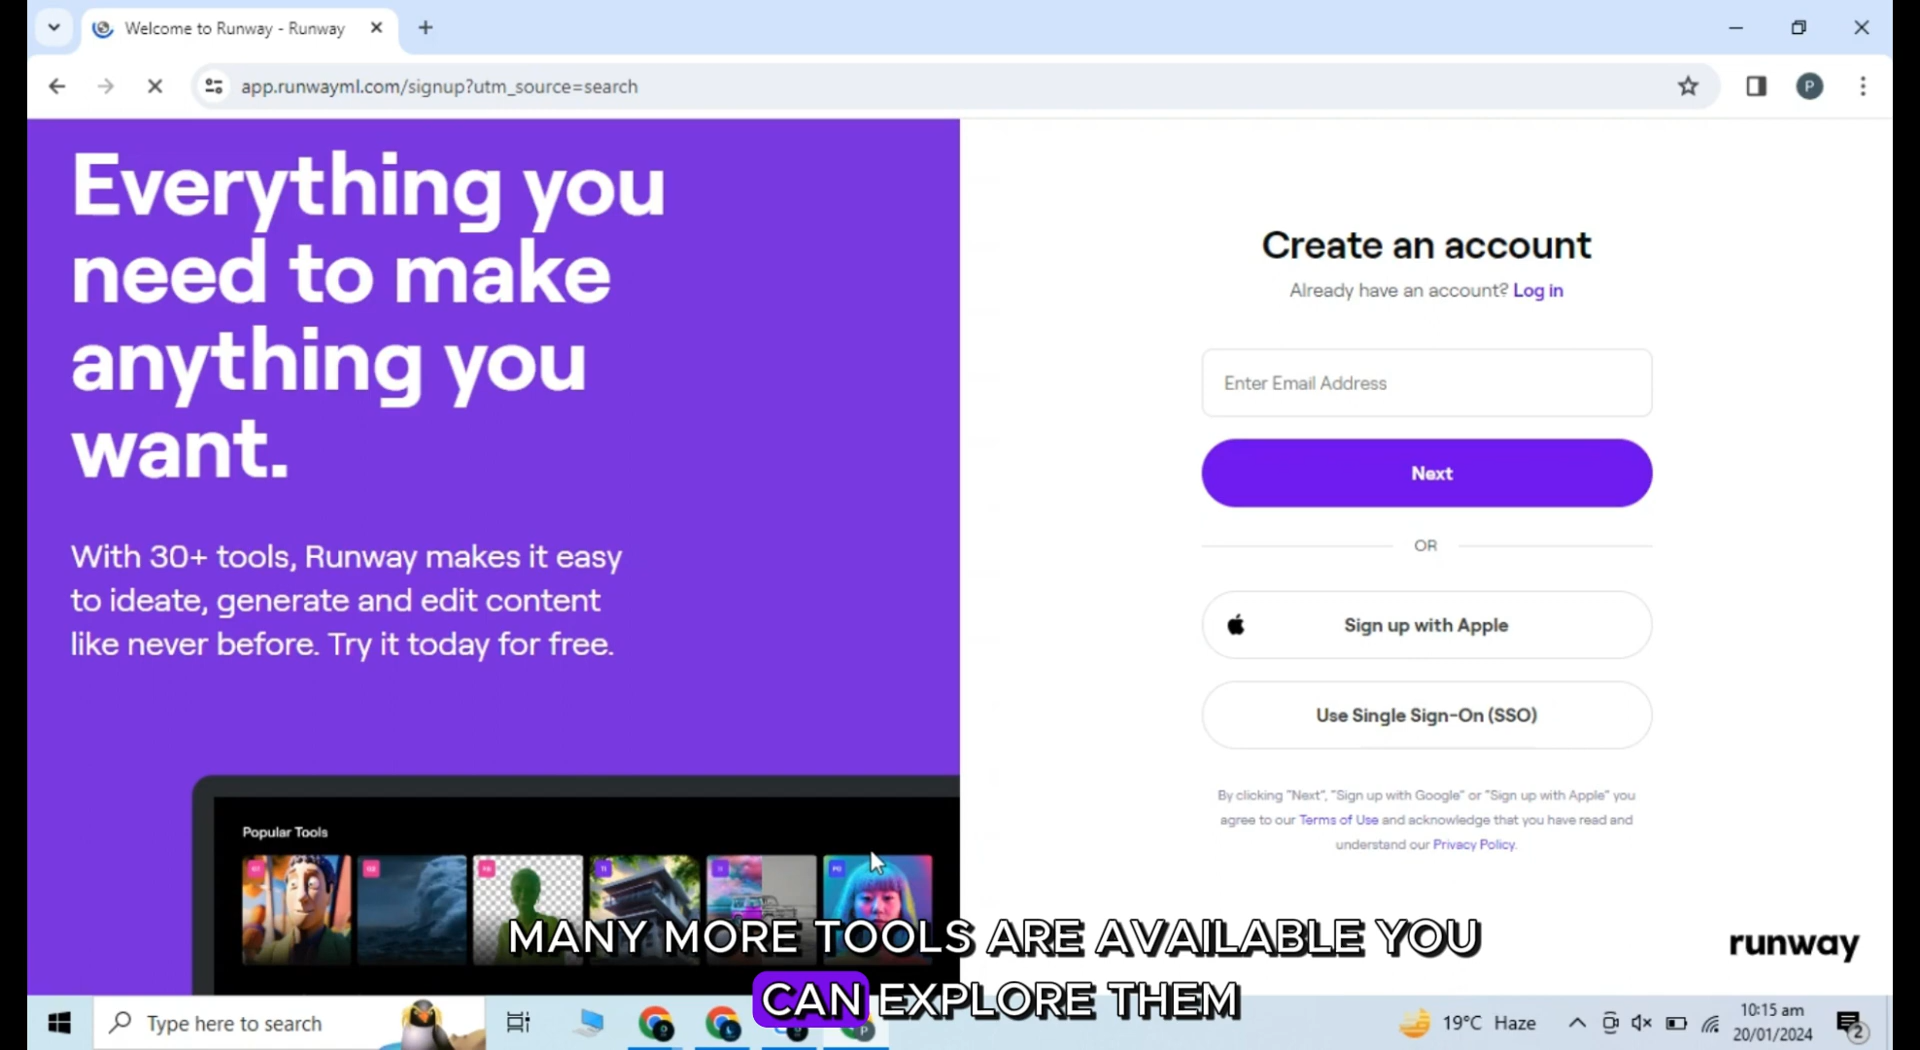 Welcome to Runway - Runway
app.runwayml.com/signup?utm_source=search
P
Everything you
need to make
anything you
want.
With 30+ tools, Runway makes it easy
to ideate, generate and edit content
like never before. Try it today for free.
Popular Tools
Create an account
Already have an account? Log in
Enter Email Address
Next
OR
Sign up with Apple
Use Single Sign-On (SSO)
By clicking "Next", "Sign up with Google" or "Sign up with Apple" you
agree to our Terms of Use and acknowledge that you have read and
understand our Privacy Policy.
runway
MANY MORE TOOLS ARE AVAILABLE YOU
CAN EXPLORE THEM
Type here to search
19°C Haze
10:15 am
20/01/2024
2